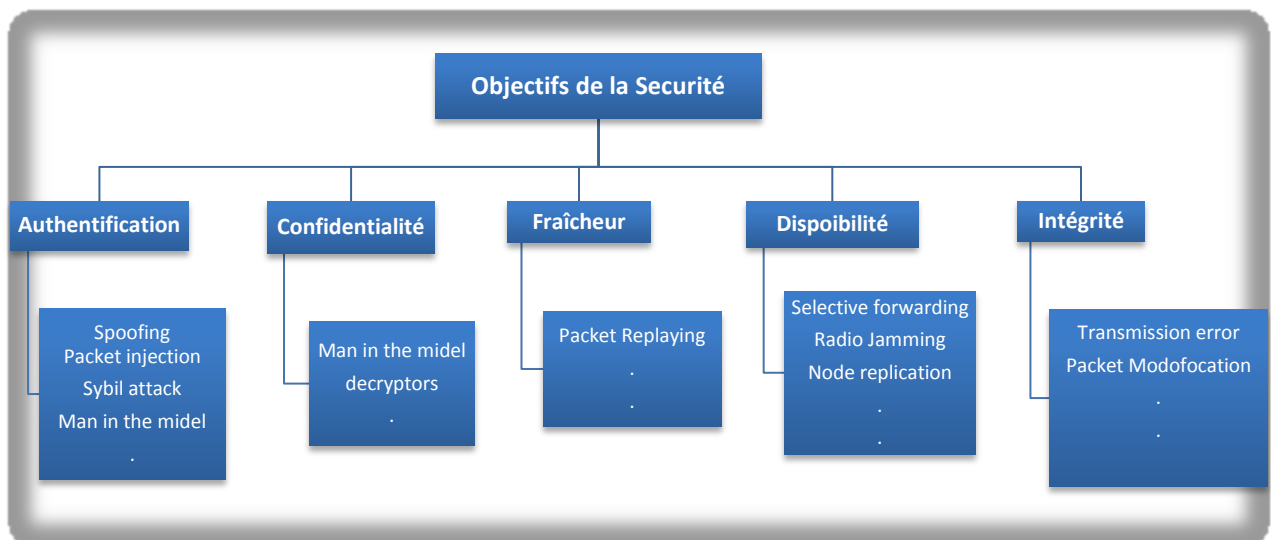 Objectifs de la Securité
Authentification
Spoofing
Packet injection
Sybil attack
Man in the midel
.
Confidentialité
Man in the midel
decryptors
.
Fraîcheur
Packet Replaying
.
.
Dispoibilité
Selective forwarding
Radio Jamming
Node replication
.
.
Intégrité
Transmission error
Packet Modofocation
.
.